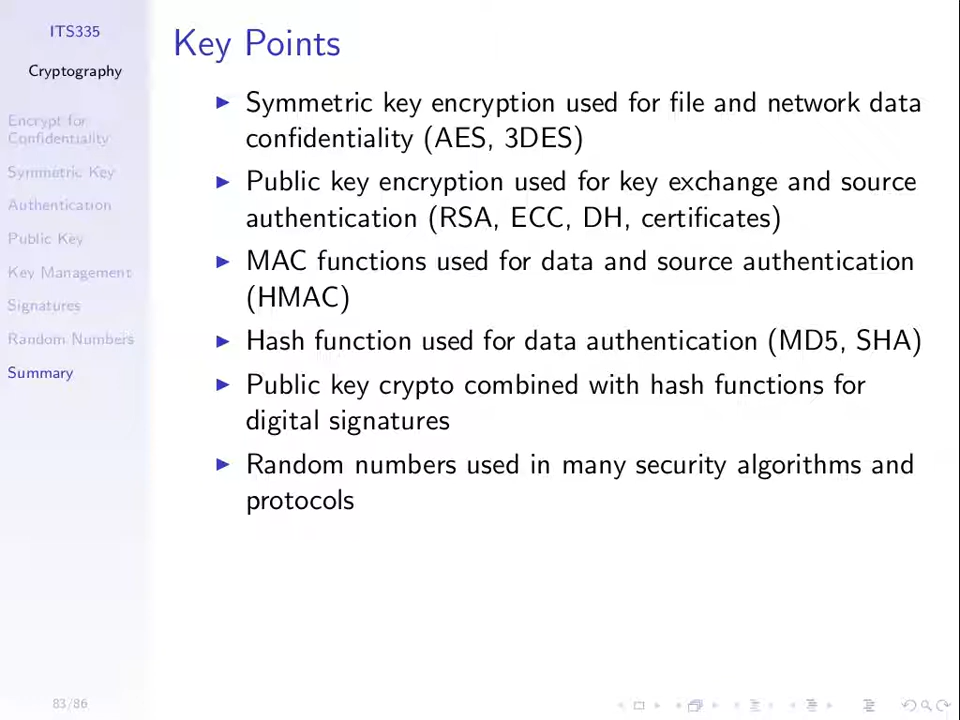 ITS335
Cryptography
Encrypt for
Confidentiality
Symmetric Key
Authentication
Public Key
Key Management
Signatures
Random Numbers
Summary
Key Points
Symmetric key encryption used for file and network data
confidentiality (AES, 3DES)
Public key encryption used for key exchange and source
authentication (RSA, ECC, DH, certificates)
MAC functions used for data and source authentication
(HMAC)
Hash function used for data authentication (MD5, SHA)
Public key crypto combined with hash functions for
digital signatures
Random numbers used in many security algorithms and
protocols
83/86